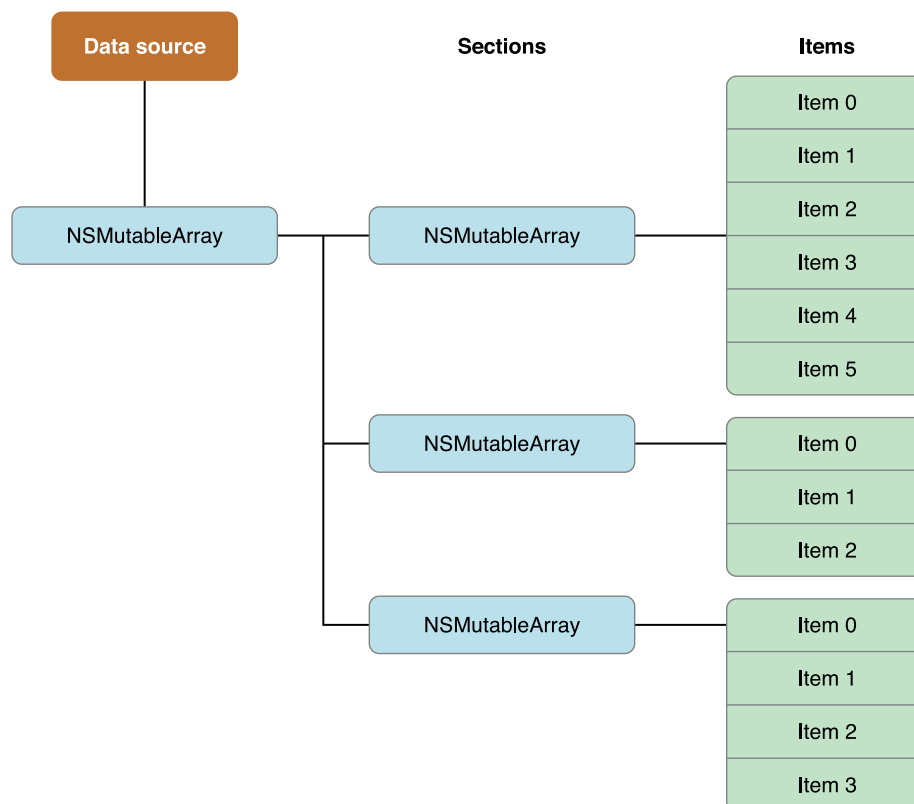 Data source
Sections
Items
NSMutableArray
NSMutableArray
Item 0
Item 1
Item 2
Item 3
Item 4
Item 5
NSMutableArray
Item 0
Item 1
Item 2
NSMutableArray
Item 0
Item 1
Item 2
Item 3